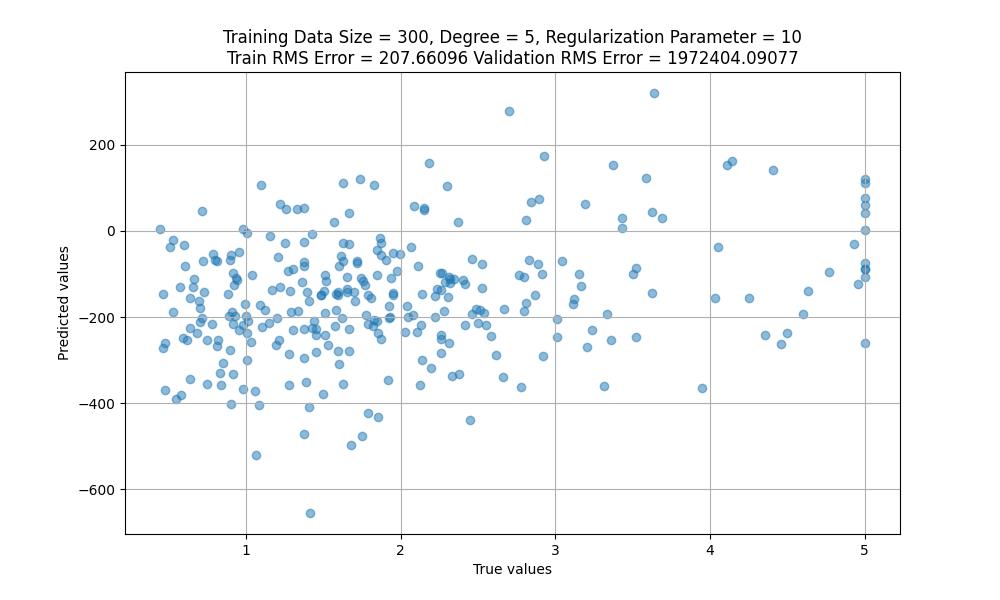 Training Data Size = 300, Degree = 5, Regularization Parameter = 10
Train RMS Error = 207.66096 Validation RMS Error = 1972404.09077
200
0
−200
−400
−600
Predicted values
1 2 3 4 5
True values